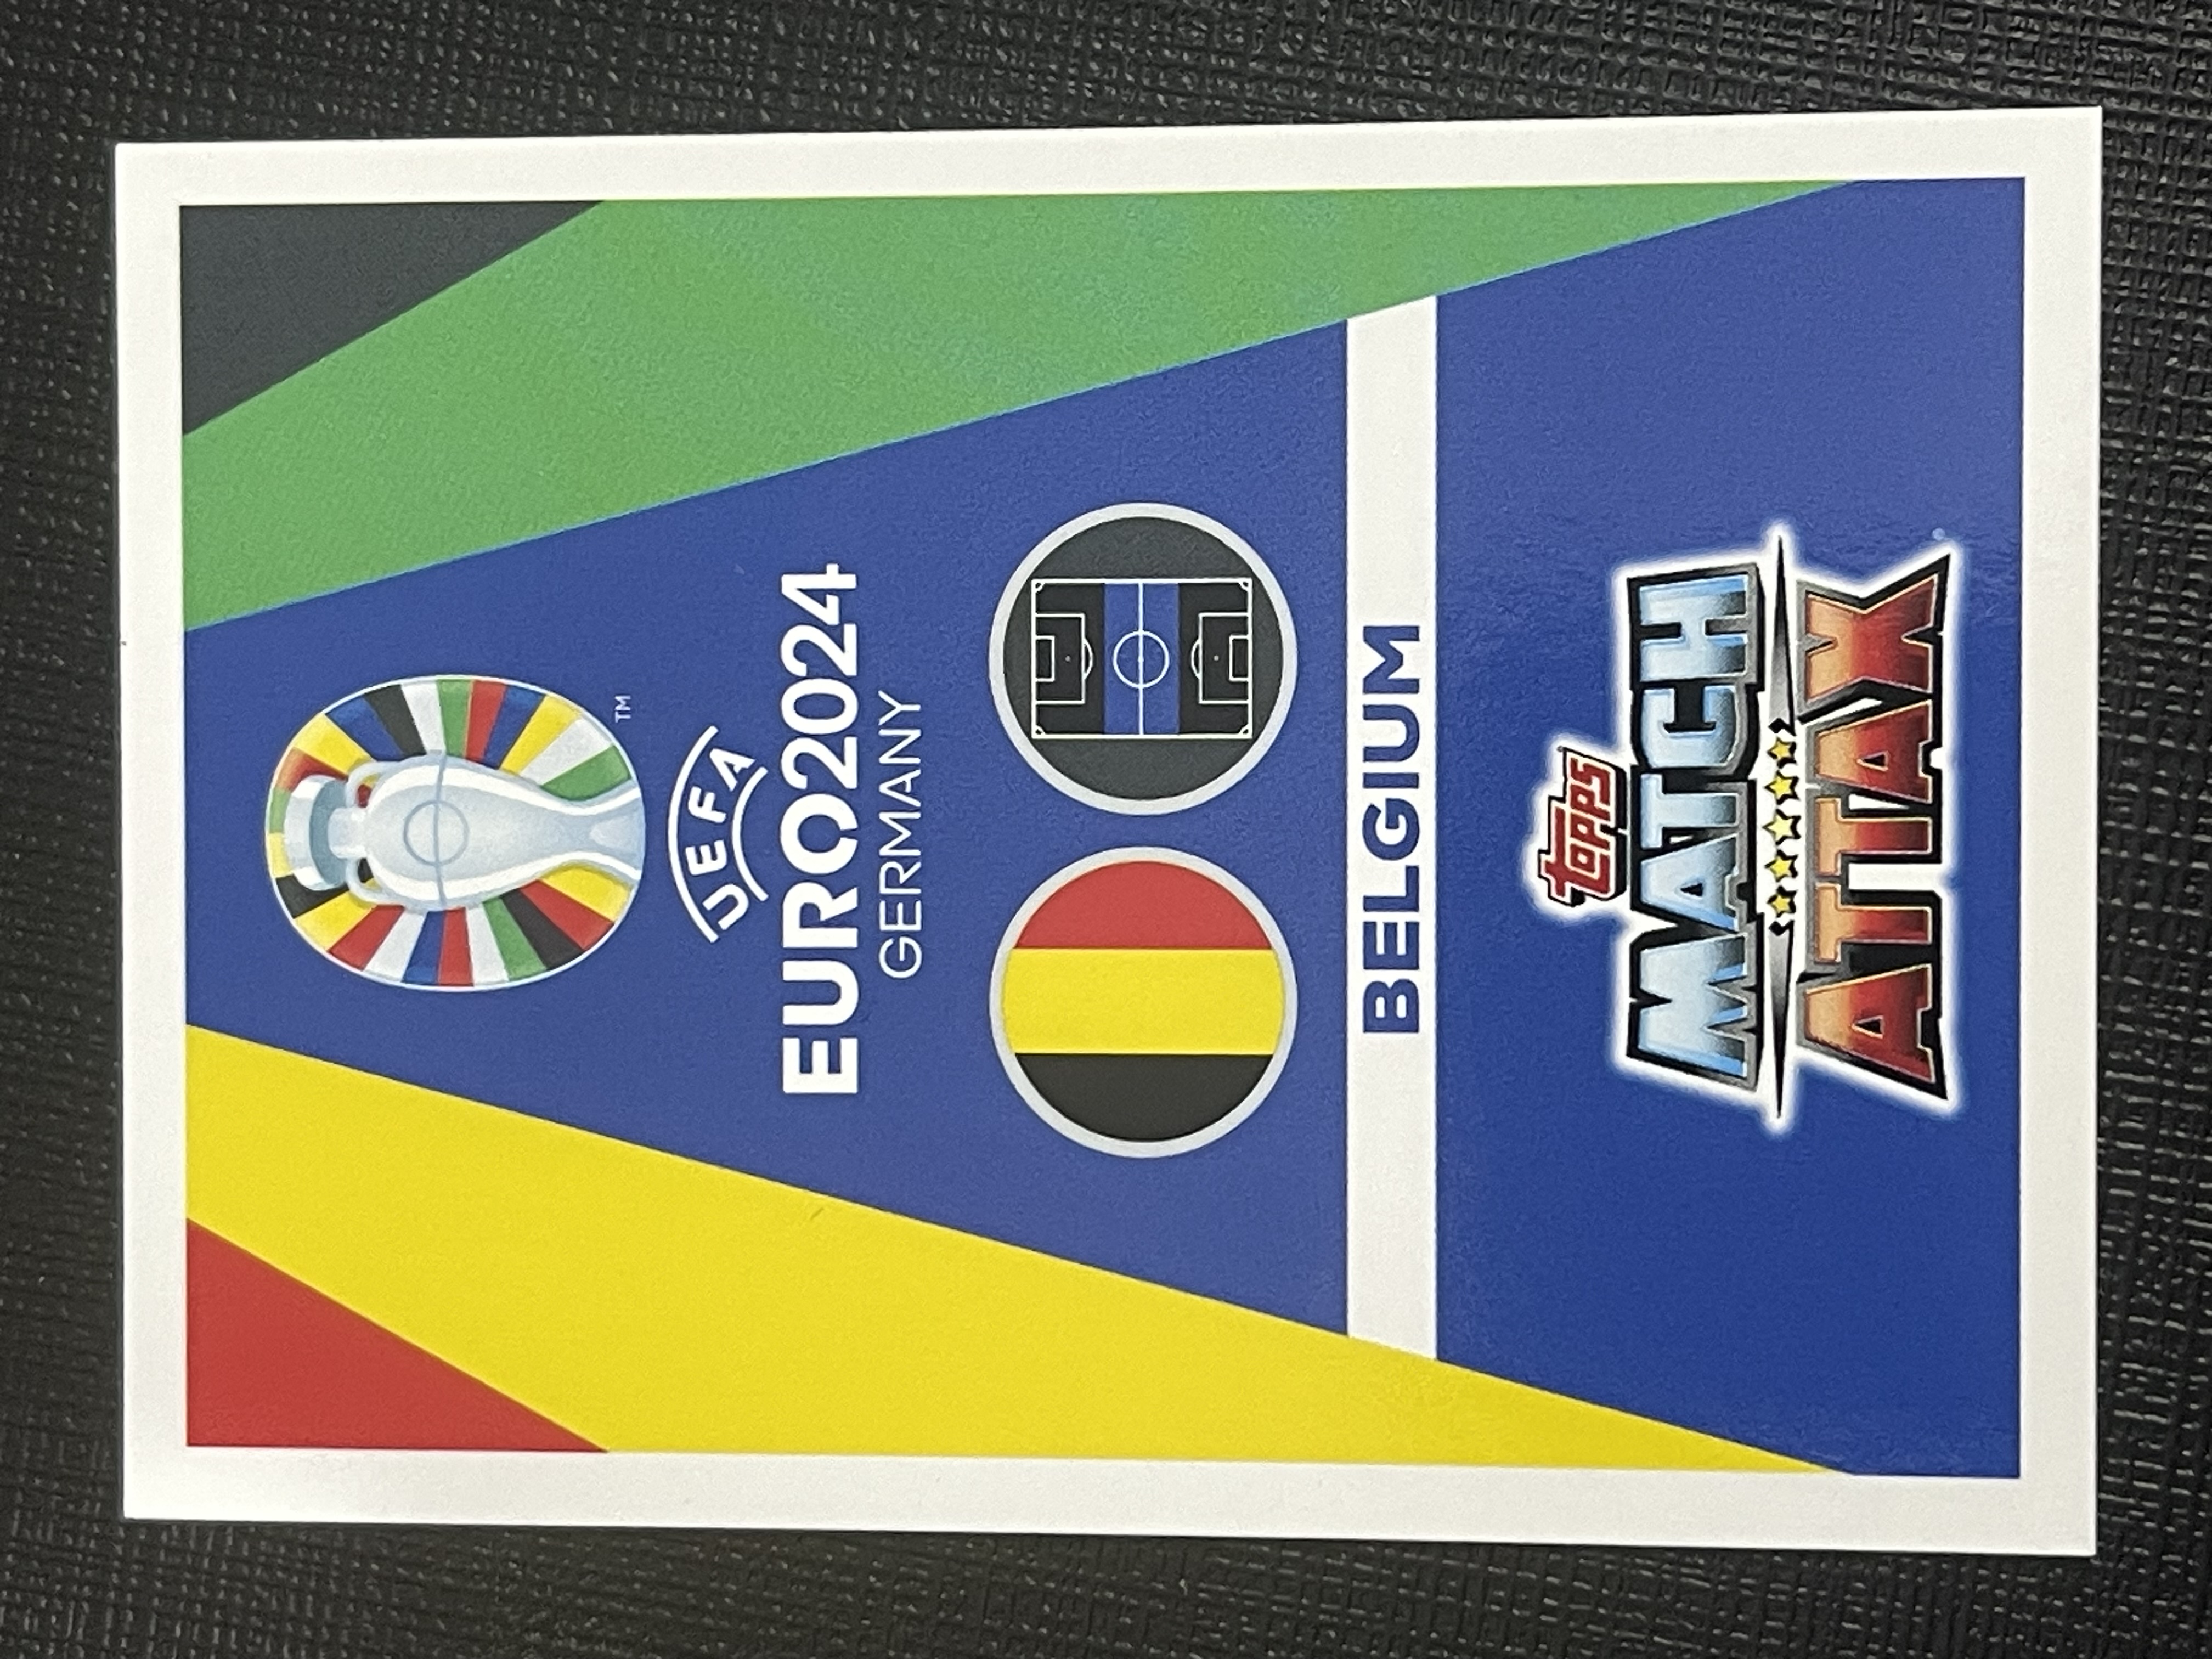 TM
UEFA
EURO2024
GERMANY
BELGIUM
topps
MATCH
ATTAX